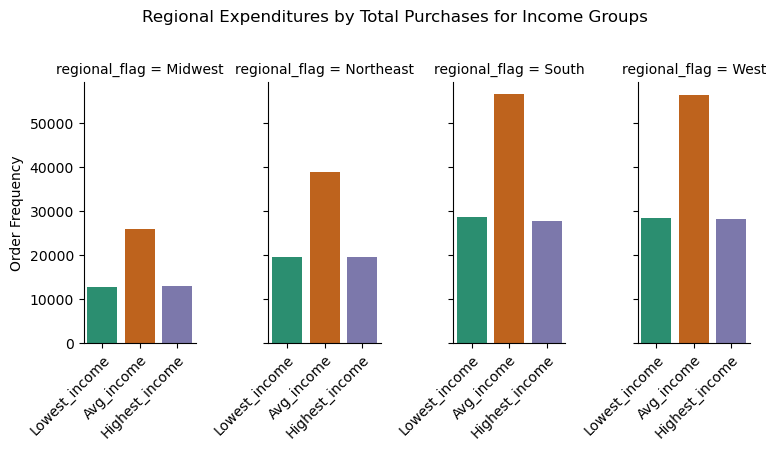 Regional Expenditures by Total Purchases for Income Groups
regional_flag = Midwest
regional_flag = Northeast
regional_flag = South
regional_flag = West
Order Frequency
50000
40000
30000
20000
10000
0
Lowest_income
Avg_income
Highest_income
Lowest_income
Avg_income
Highest_income
Lowest_income
Avg_income
Highest_income
Lowest_income
Avg_income
Highest_income